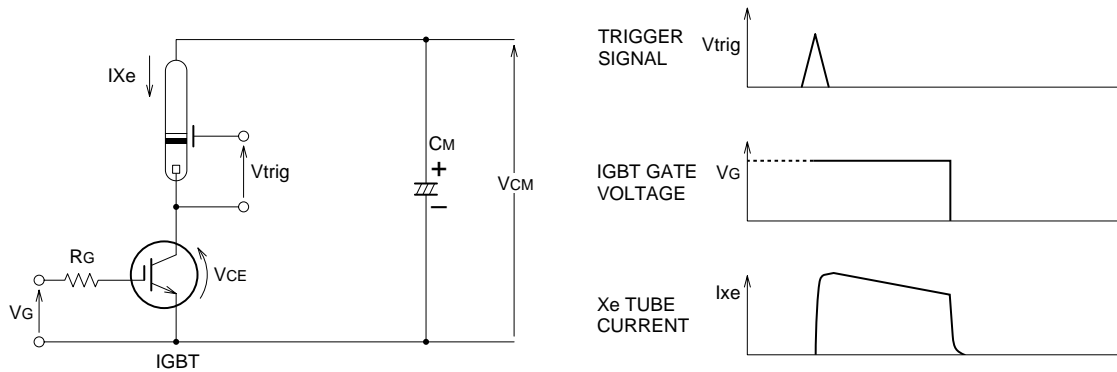 IXe
Vtrig
CM
+
−
VCM
RG
VCE
VG
IGBT
TRIGGER
SIGNAL
Vtrig
IGBT GATE
VOLTAGE
VG
Xe TUBE
CURRENT
Ixe